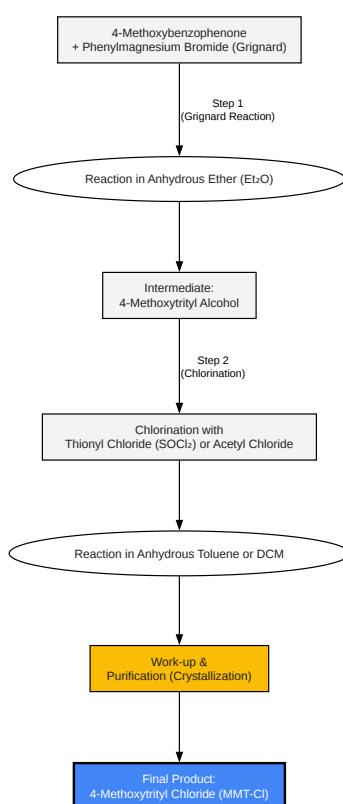 4-Methoxybenzophenone
+ Phenylmagnesium Bromide (Grignard)
Step 1
(Grignard Reaction)
Reaction in Anhydrous Ether (Et₂O)
Intermediate:
4-Methoxytrityl Alcohol
Step 2
(Chlorination)
Chlorination with
Thionyl Chloride (SOCl₂) or Acetyl Chloride
Reaction in Anhydrous Toluene or DCM
Work-up &
Purification (Crystallization)
Final Product:
4-Methoxytrityl Chloride (MMT-Cl)